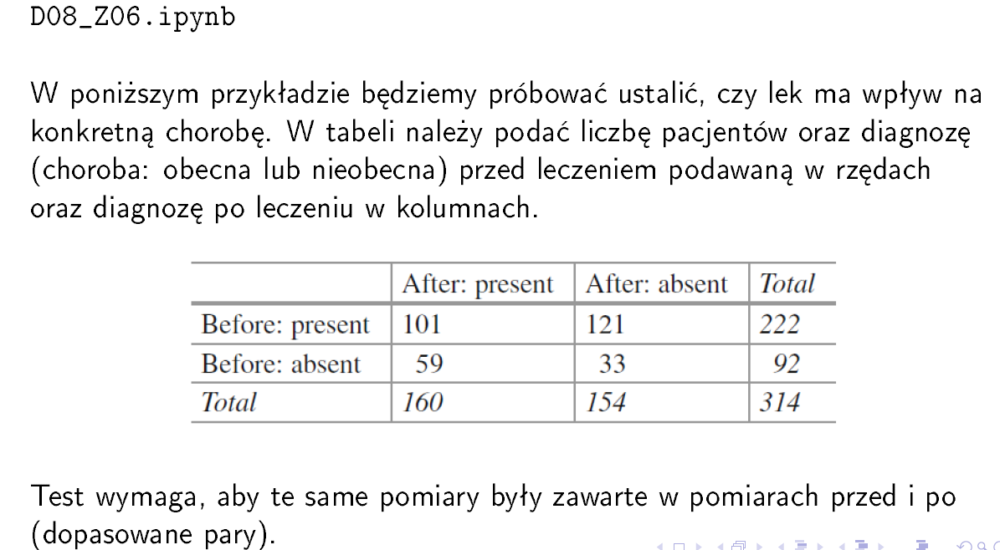 D08_Z06.ipynb
W poniższym przykładzie będziemy próbować ustalić, czy lek ma wpływ na
konkretną chorobę. W tabeli należy podać liczbę pacjentów oraz diagnozę
(choroba: obecna lub nieobecna) przed leczeniem podawaną w rzędach
oraz diagnozę po leczeniu w kolumnach.
After: present After: absent Total
Before: present 101 121 222
Before: absent 59 33 92
Total 160 154 314
Test wymaga, aby te same pomiary były zawarte w pomiarach przed i po
(dopasowane pary).